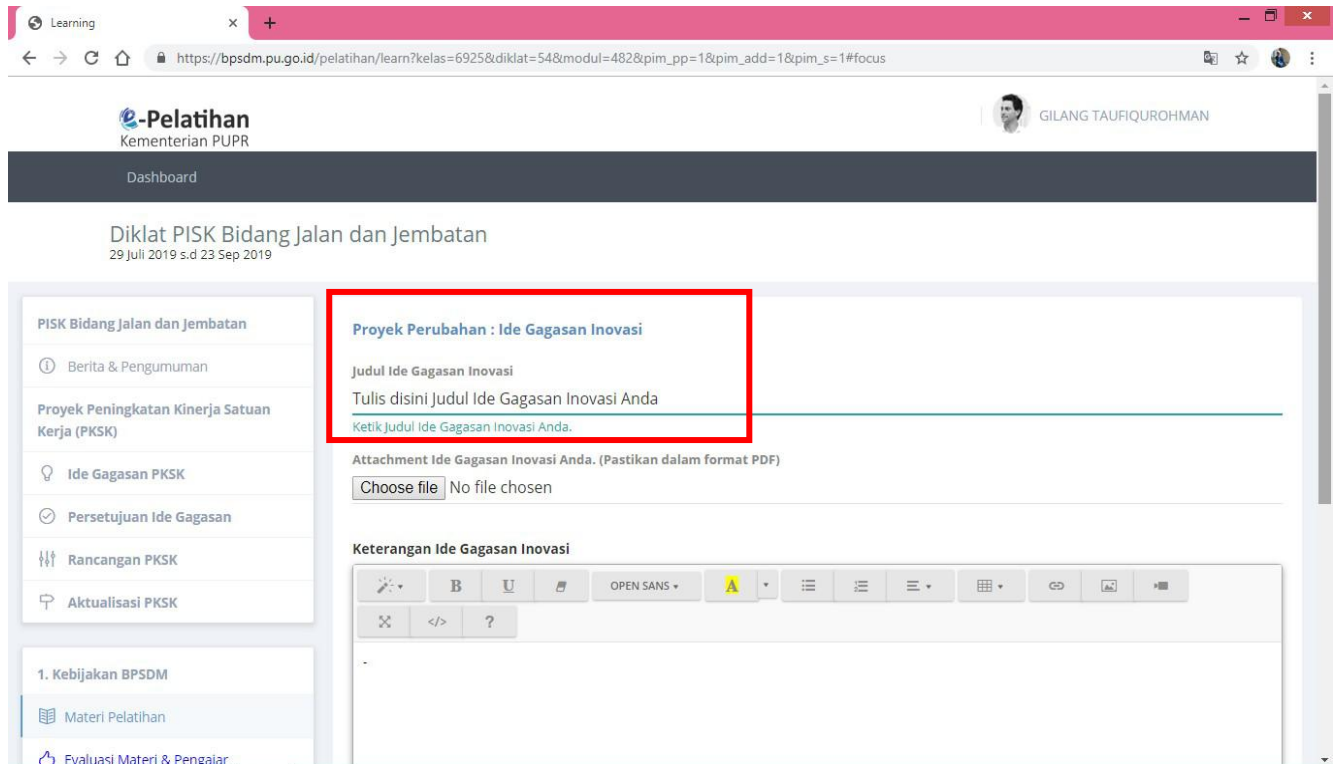 Learning
https://bpsdm.pu.go.id/pelatihan/learn?kelas=6925&diklat=54&modul=482&pim_pp=1&pim_add=1&pim_s=1#focus
e-Pelatihan
Kementerian PUPR
GILANG TAUFIQUROHMAN
Dashboard
Diklat PISK Bidang Jalan dan Jembatan
29 Juli 2019 s.d 23 Sep 2019
PISK Bidang Jalan dan Jembatan
Berita & Pengumuman
Proyek Peningkatan Kinerja Satuan
Kerja (PKSK)
Ide Gagasan PKSK
Persetujuan Ide Gagasan
Rancangan PKSK
Aktualisasi PKSK
1. Kebijakan BPSDM
Materi Pelatihan
Evaluasi Materi & Pengajar
Proyek Perubahan : Ide Gagasan Inovasi
Judul Ide Gagasan Inovasi
Tulis disini Judul Ide Gagasan Inovasi Anda
Ketik Judul Ide Gagasan Inovasi Anda.
Attachment Ide Gagasan Inovasi Anda. (Pastikan dalam format PDF)
Choose file No file chosen
Keterangan Ide Gagasan Inovasi
B U OPEN SANS A
</> ?
-